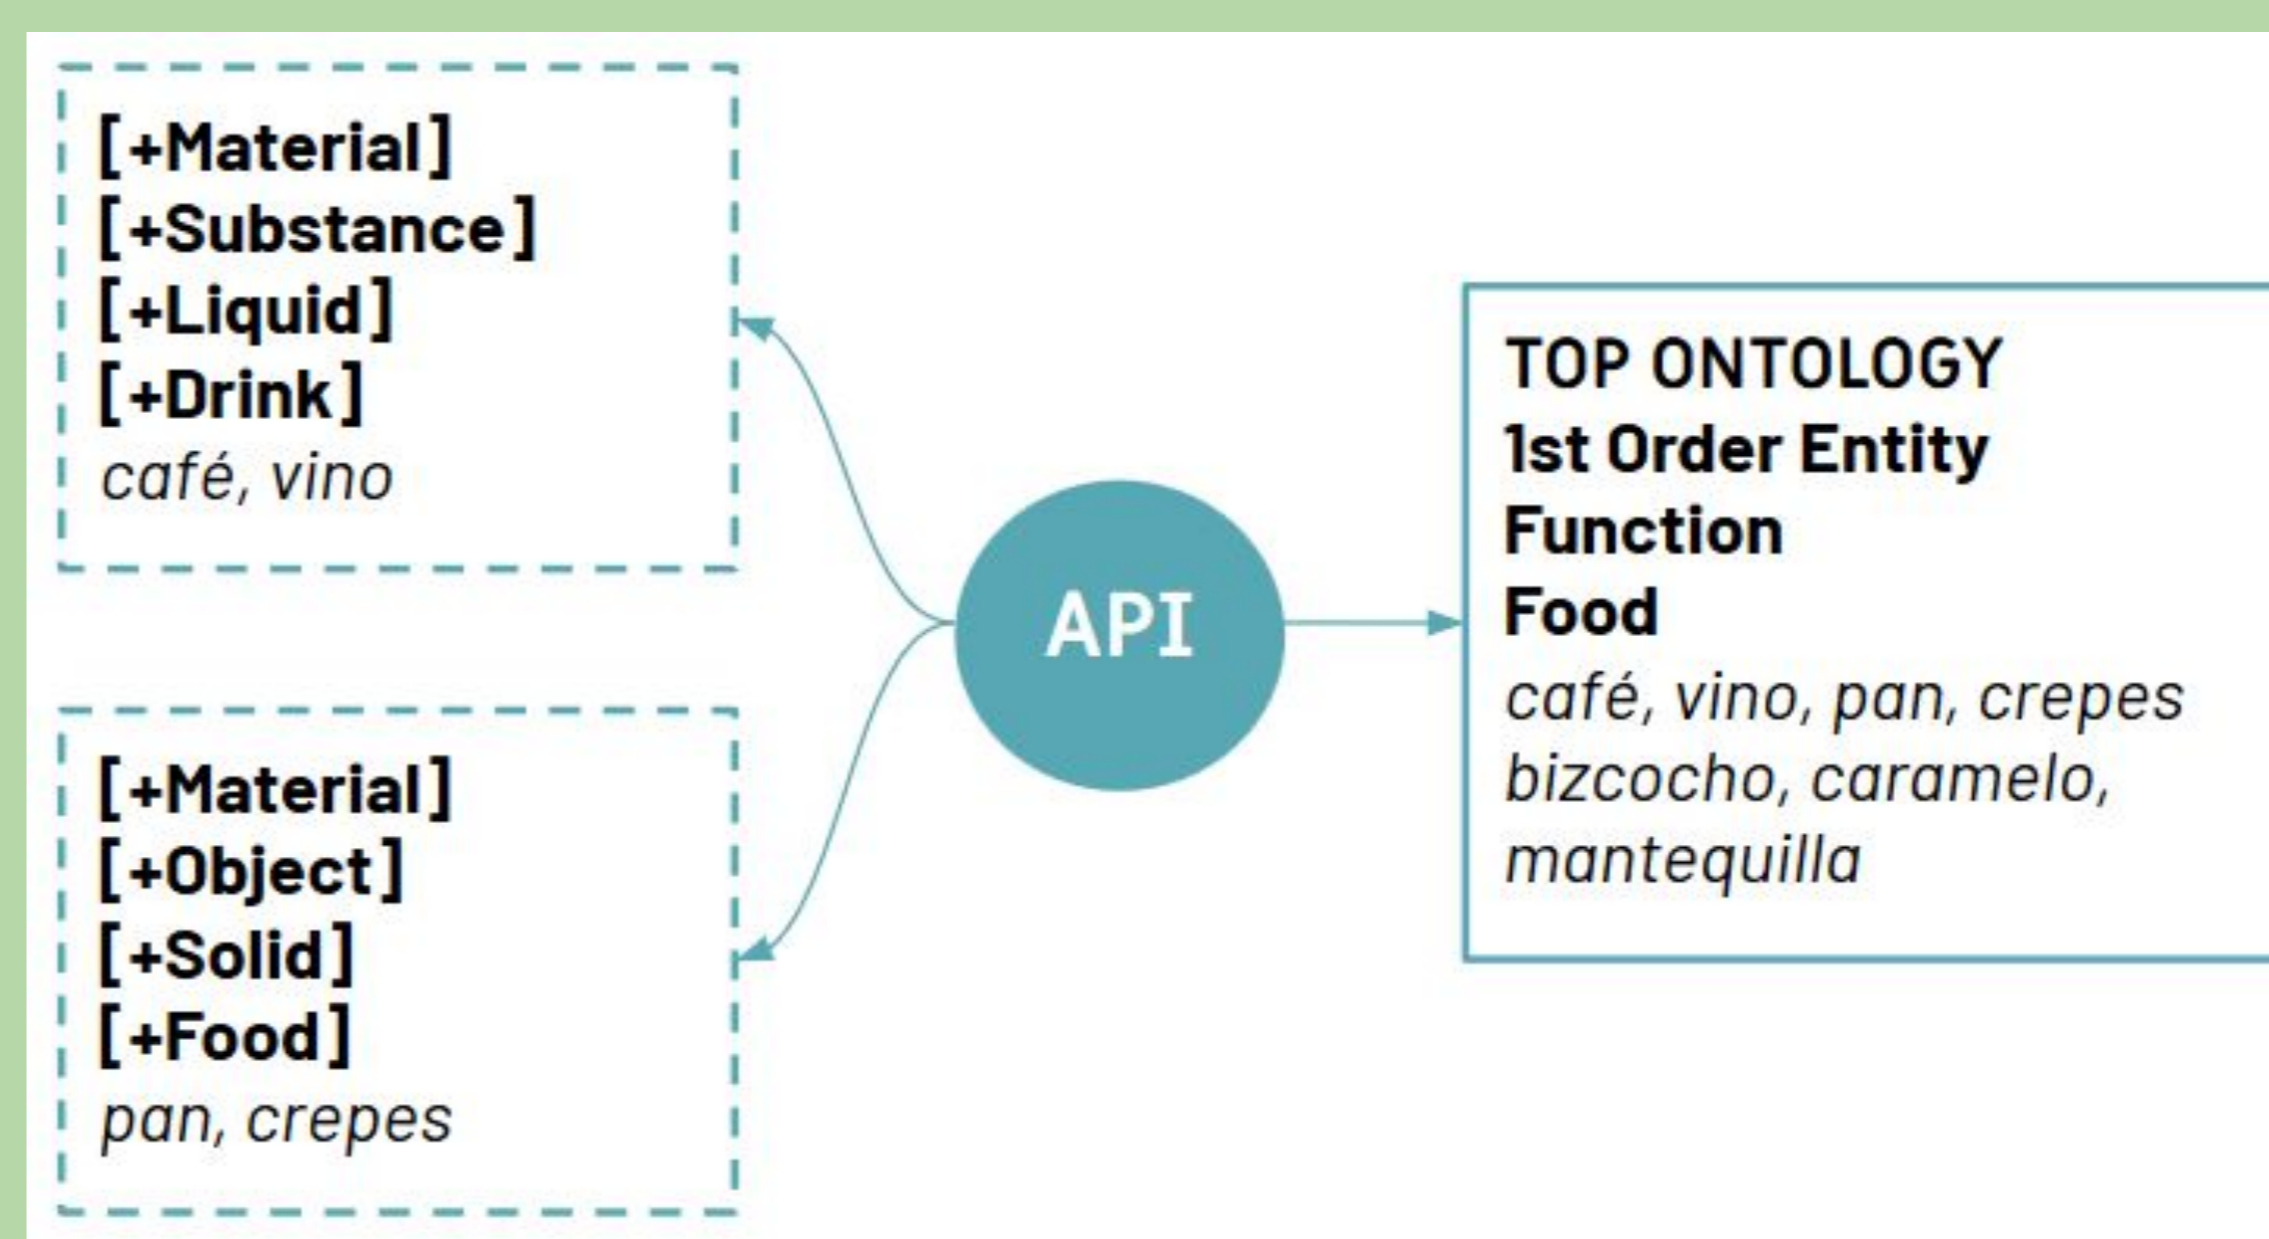 [+Material]
[+Substance]
[+Liquid]
[+Drink]
café, vino
[+Material]
[+Object]
[+Solid]
[+Food]
pan, crepes
API
TOP ONTOLOGY
1st Order Entity
Function
Food
café, vino, pan, crepes
bizcocho, caramelo,
mantequilla